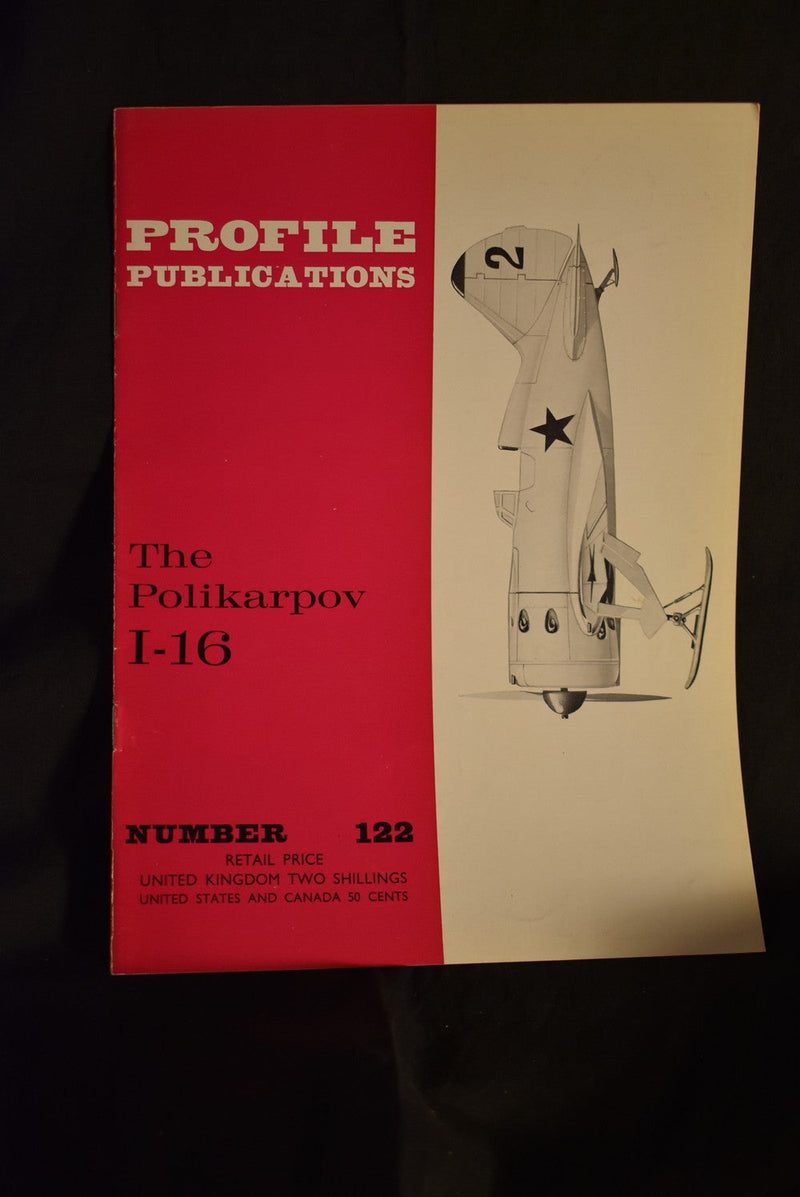 PROFILE
PUBLICATIONS
2
The
Polikarpov
I-16
NUMBER 122
RETAIL PRICE
UNITED KINGDOM TWO SHILLINGS
UNITED STATES AND CANADA 50 CENTS